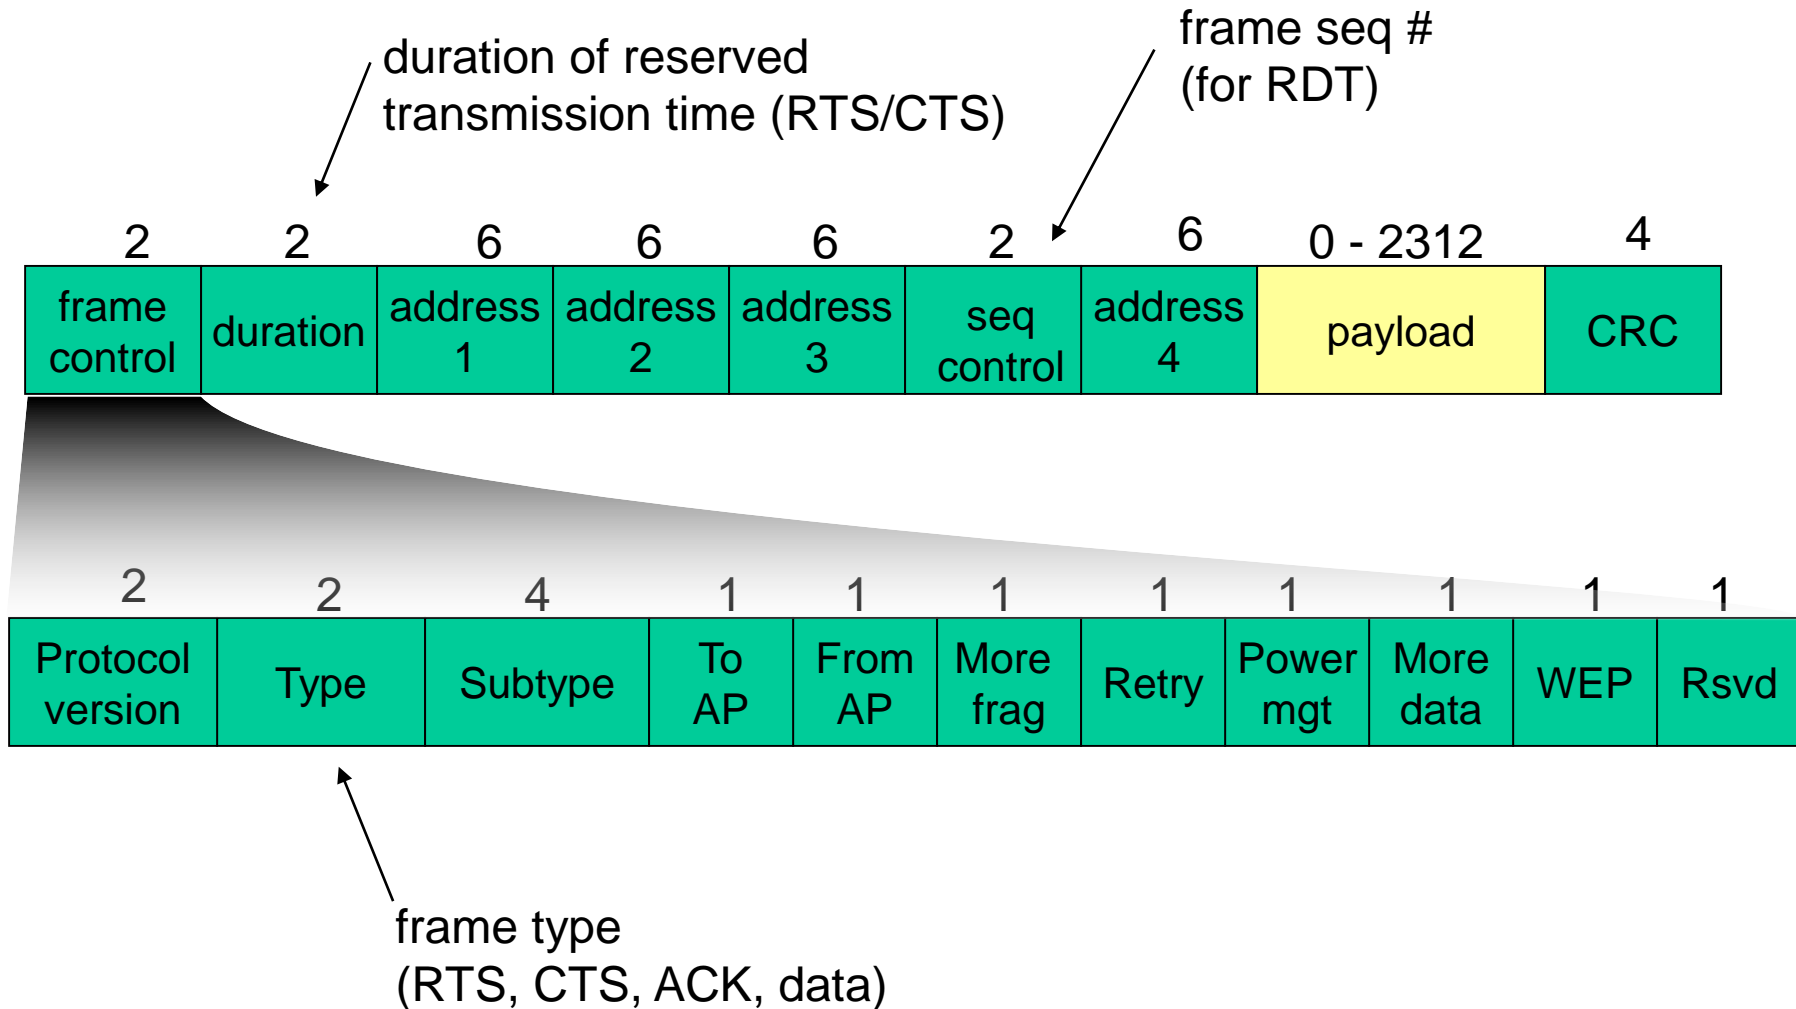 duration of reserved
transmission time (RTS/CTS)
frame seq #
(for RDT)
2 2 6 6 6 2 6 0 - 2312 4
frame
control
duration
address
1
address
2
address
3
seq
control
address
4
payload
CRC
2 2 4 1 1 1 1 1 1 1 1
Protocol
version
Type
Subtype
To
AP
From
AP
More
frag
Retry
Power
mgt
More
data
WEP
Rsvd
frame type
(RTS, CTS, ACK, data)